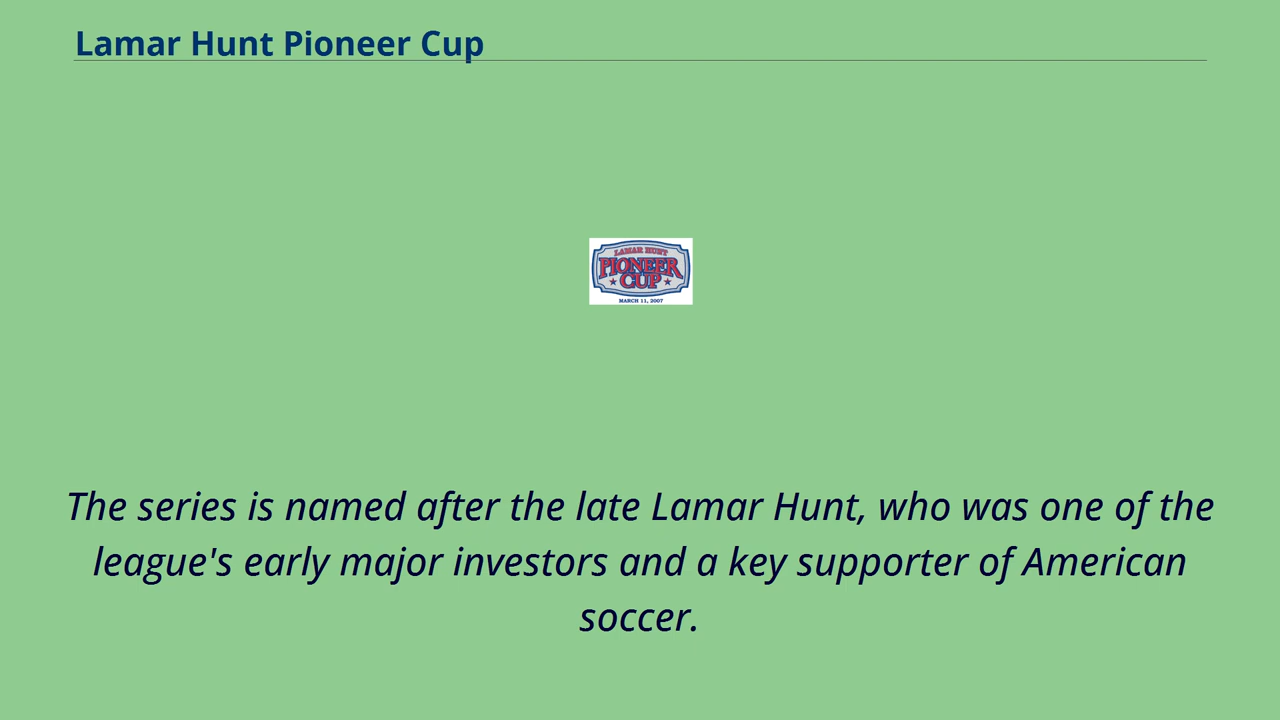 Lamar Hunt Pioneer Cup
LAMAR HUNT
PIONEER
CUP
MARCH 11, 2007
The series is named after the late Lamar Hunt, who was one of the
league's early major investors and a key supporter of American
soccer.